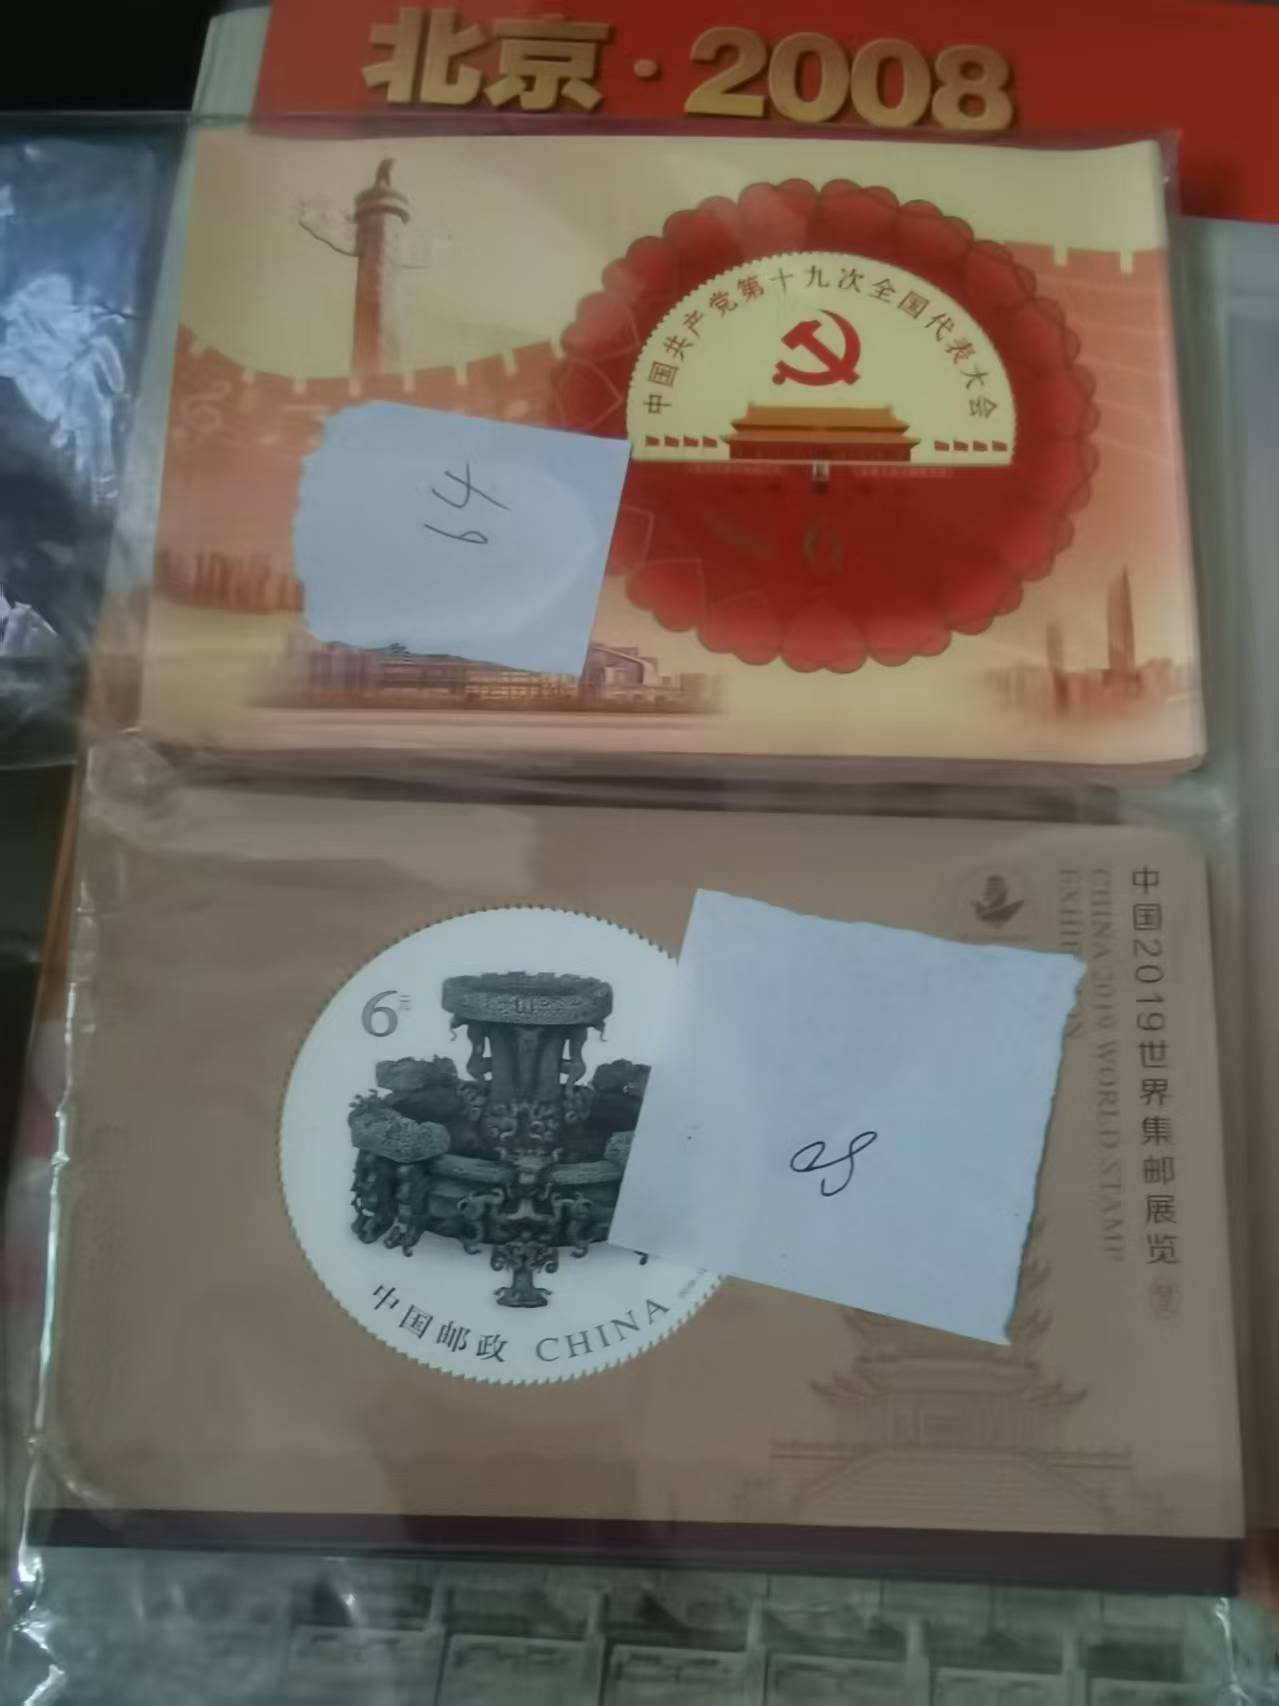 北京·2008
中国共产党第十九次全国代表大会
6元
中国邮政 CHINA
中国2019世界集邮展览
CHINA 2019 WORLD STAMP